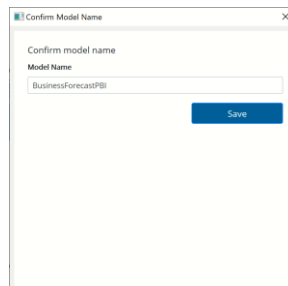 Confirm Model Name
Confirm model name
Model Name
BusinessForecastPBI
Save